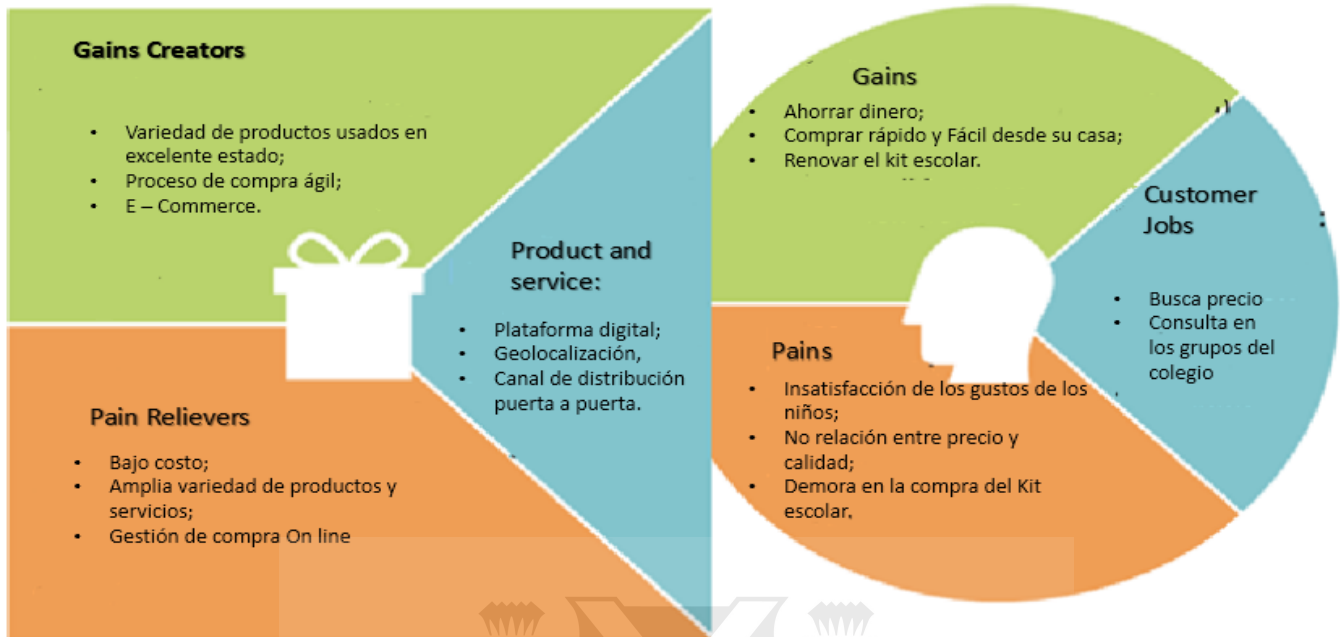 Gains Creators
• Variedad de productos usados en
excelente estado;
• Proceso de compra ágil;
• E – Commerce.
Product and
service:
• Plataforma digital;
• Geolocalización,
• Canal de distribución
puerta a puerta.
Pain Relievers
• Bajo costo;
• Amplia variedad de productos y
servicios;
• Gestión de compra On line
Gains
• Ahorrar dinero;
• Comprar rápido y Fácil desde su casa;
• Renovar el kit escolar.
Customer
Jobs
• Busca precio
• Consulta en
los grupos del
colegio
Pains
• Insatisfacción de los gustos de los
niños;
• No relación entre precio y
calidad;
• Demora en la compra del Kit
escolar.